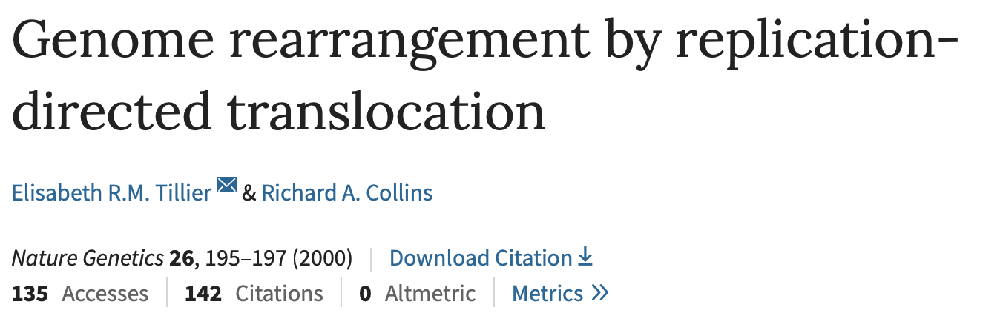 Genome rearrangement by replication-
directed translocation
Elisabeth R.M. Tillier & Richard A. Collins
Nature Genetics 26, 195–197 (2000) | Download Citation
135 Accesses | 142 Citations | 0 Altmetric | Metrics »